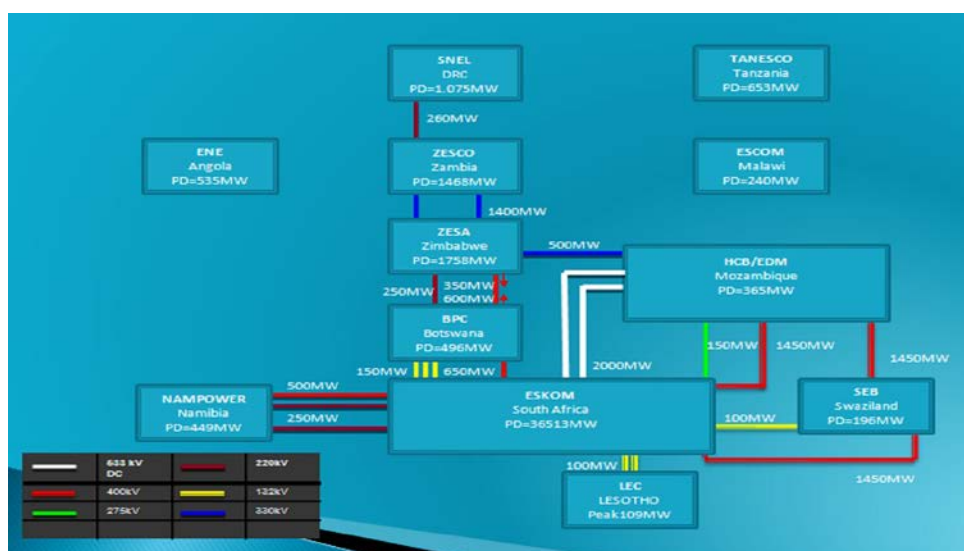 SNEL
DRC
PD=1.075MW
TANESCO
Tanzania
PD=653MW
260MW
ENE
Angola
PD=535MW
ZESCO
Zambia
PD=1468MW
ESCOM
Malawi
PD=240MW
1400MW
ZESA
Zimbabwe
PD=1758MW
500MW
HCB/EDM
Mozambique
PD=365MW
250MW
350MW
600MW
BPC
Botswana
PD=496MW
150MW
650MW
2000MW
150MW
1450MW
1450MW
NAMPOWER
Namibia
PD=449MW
500MW
250MW
ESKOM
South Africa
PD=36513MW
100MW
SEB
Swaziland
PD=196MW
1450MW
100MW
LEC
LESOTHO
Peak109MW
633 kV
DC
220kV
400kV
132kV
275kV
330kV